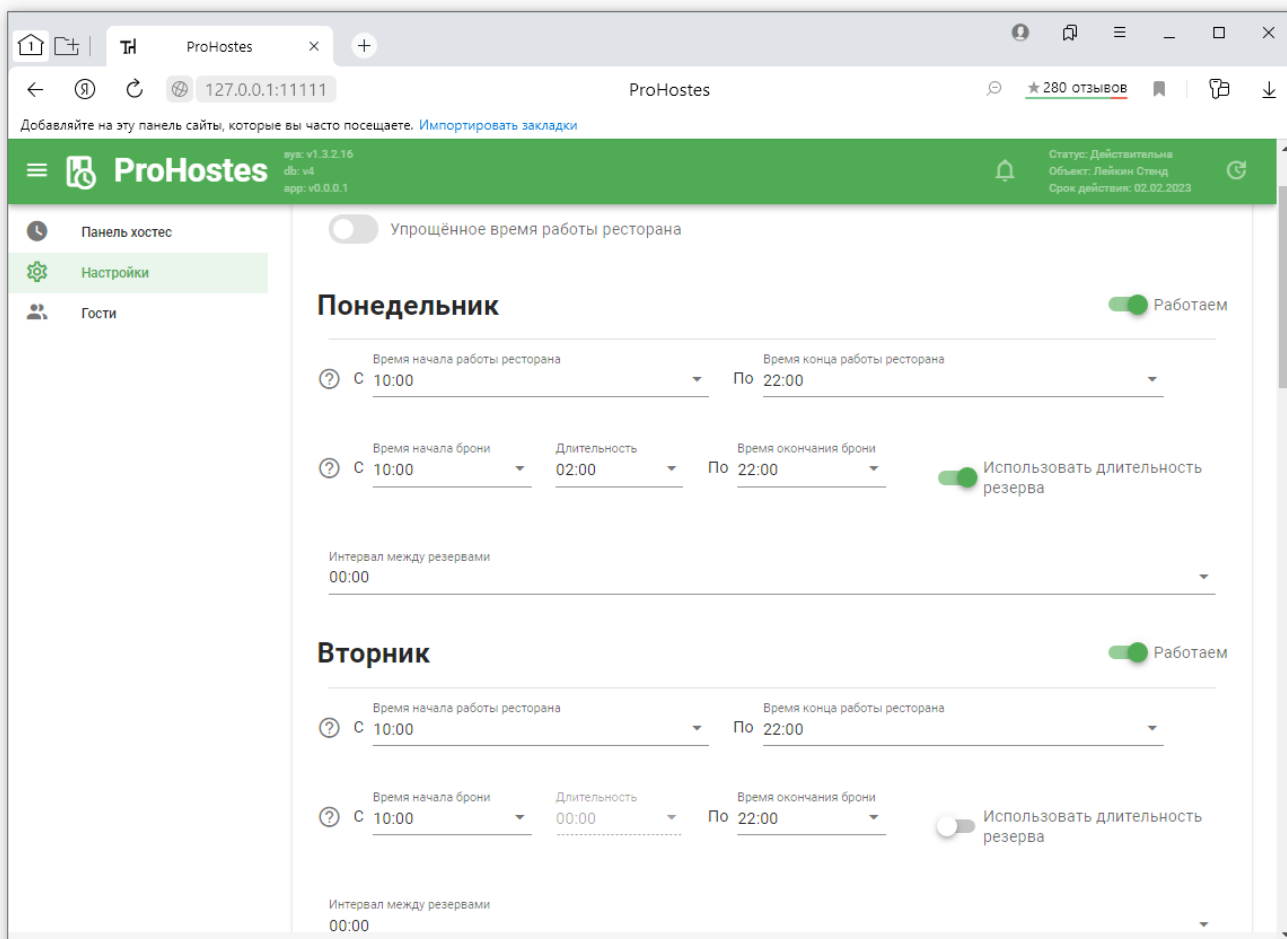 1
ProHostes
Я
127.0.0.1:11111
ProHostes
★ 280 отзывов
Добавляйте на эту панель сайты, которые вы часто посещаете. Импортировать закладки
ProHostes
sys: v1.3.2.16
db: v4
app: v0.0.0.1
Статус: Действительна
Объект: Лейкин Стенд
Срок действия: 02.02.2023
Панель хостес
Настройки
Гости
Упрощённое время работы ресторана
Понедельник
Работаем
Время начала работы ресторана
Время конца работы ресторана
? С 10:00
По 22:00
Время начала брони
Длительность
Время окончания брони
? С 10:00
02:00
По 22:00
Использовать длительность
резерва
Интервал между резервами
00:00
Вторник
Работаем
Время начала работы ресторана
Время конца работы ресторана
? С 10:00
По 22:00
Время начала брони
Длительность
Время окончания брони
? С 10:00
00:00
По 22:00
Использовать длительность
резерва
Интервал между резервами
00:00